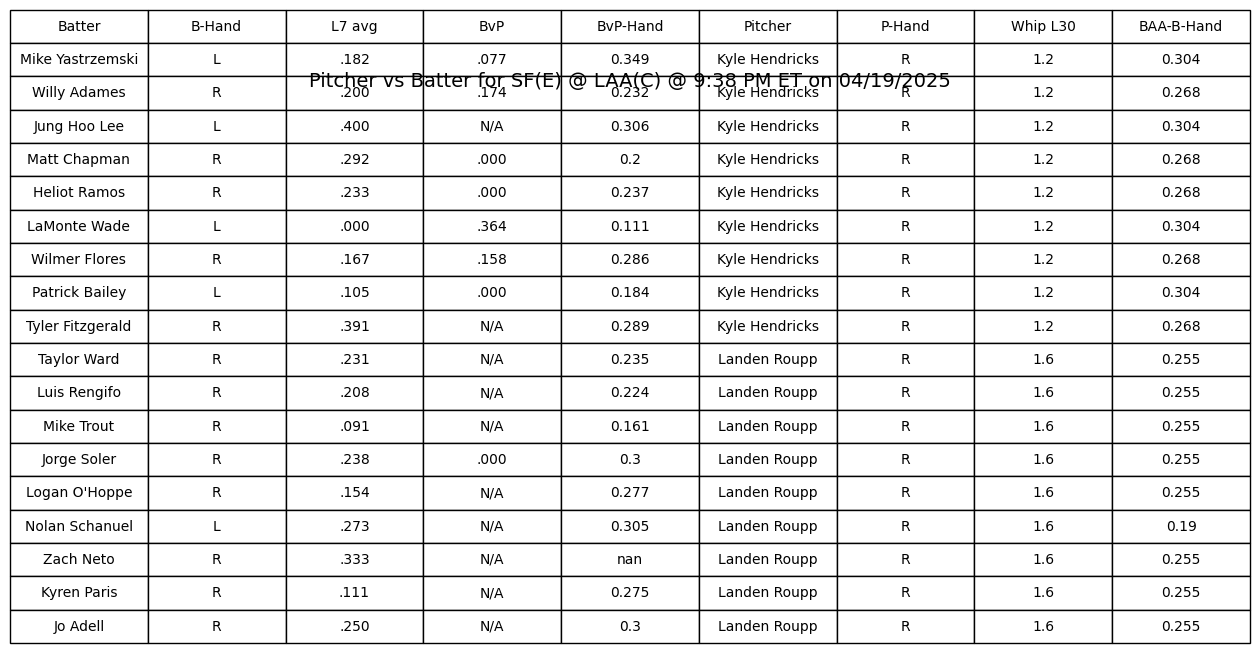 Batter B-Hand L7 avg BvP BvP-Hand Pitcher P-Hand Whip L30 BAA-B-Hand
Mike Yastrzemski L .182 .077 0.349 Kyle Hendricks R 1.2 0.304
Pitcher vs Batter for SF(E) @ LAA(C) @ 9:38 PM ET on 04/19/2025
Willy Adames R .200 .174 0.232 Kyle Hendricks R 1.2 0.268
Jung Hoo Lee L .400 N/A 0.306 Kyle Hendricks R 1.2 0.304
Matt Chapman R .292 .000 0.2 Kyle Hendricks R 1.2 0.268
Heliot Ramos R .233 .000 0.237 Kyle Hendricks R 1.2 0.268
LaMonte Wade L .000 .364 0.111 Kyle Hendricks R 1.2 0.304
Wilmer Flores R .167 .158 0.286 Kyle Hendricks R 1.2 0.268
Patrick Bailey L .105 .000 0.184 Kyle Hendricks R 1.2 0.304
Tyler Fitzgerald R .391 N/A 0.289 Kyle Hendricks R 1.2 0.268
Taylor Ward R .231 N/A 0.235 Landen Roupp R 1.6 0.255
Luis Rengifo R .208 N/A 0.224 Landen Roupp R 1.6 0.255
Mike Trout R .091 N/A 0.161 Landen Roupp R 1.6 0.255
Jorge Soler R .238 .000 0.3 Landen Roupp R 1.6 0.255
Logan O'Hoppe R .154 N/A 0.277 Landen Roupp R 1.6 0.255
Nolan Schanuel L .273 N/A 0.305 Landen Roupp R 1.6 0.19
Zach Neto R .333 N/A nan Landen Roupp R 1.6 0.255
Kyren Paris R .111 N/A 0.275 Landen Roupp R 1.6 0.255
Jo Adell R .250 N/A 0.3 Landen Roupp R 1.6 0.255